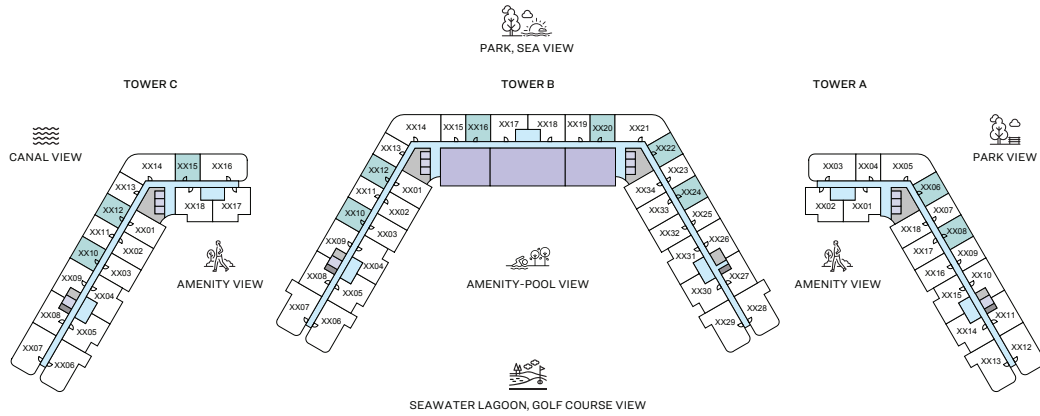 PARK, SEA VIEW
TOWER C
TOWER B
TOWER A
CANAL VIEW
PARK VIEW
XX14
XX15
XX16
XX13
XX12
XX11
XX10
XX09
XX08
XX07
XX06
XX05
XX04
XX03
XX02
XX01
XX18
XX17
AMENITY VIEW
XX14
XX15
XX16
XX17
XX18
XX19
XX20
XX21
XX13
XX12
XX11
XX10
XX09
XX08
XX07
XX06
XX05
XX04
XX03
XX02
XX01
XX22
XX23
XX24
XX25
XX26
XX27
XX28
XX29
XX30
XX31
XX32
XX33
XX34
AMENITY-POOL VIEW
XX03
XX04
XX05
XX02
XX01
XX06
XX07
XX08
XX09
XX10
XX11
XX12
XX13
XX14
XX15
XX16
XX17
XX18
AMENITY VIEW
SEAWATER LAGOON, GOLF COURSE VIEW